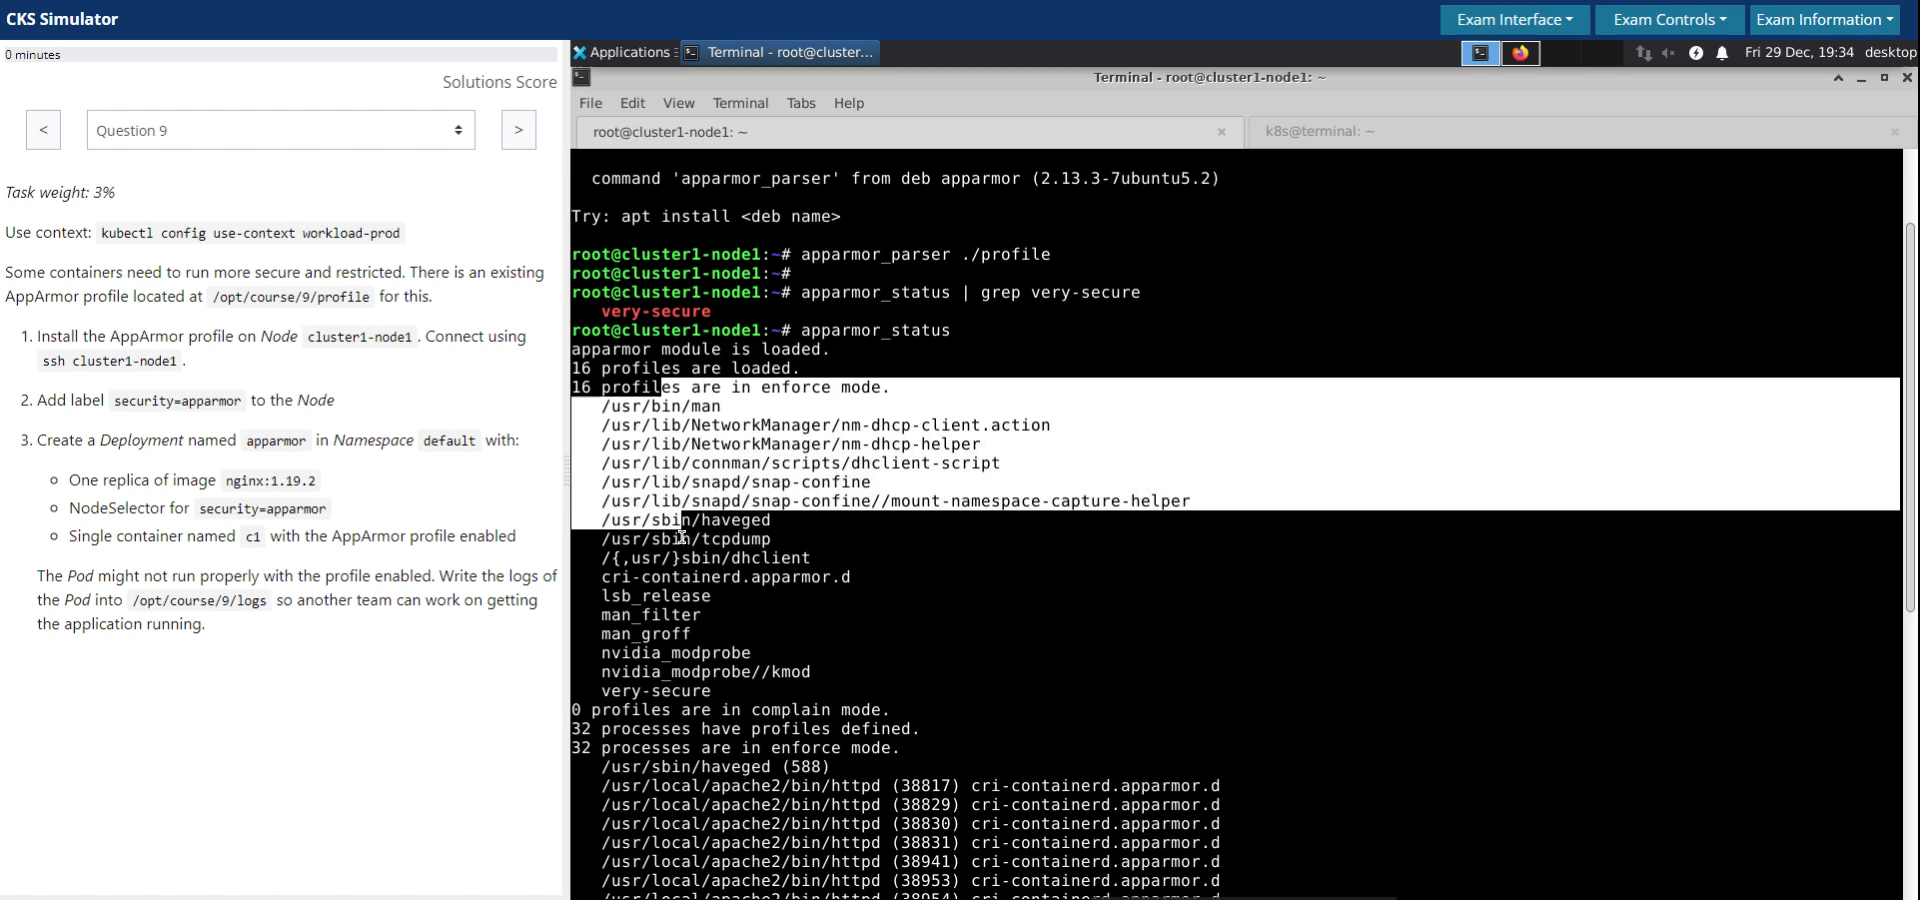 CKS Simulator
Exam Interface
Exam Controls
Exam Information
0 minutes
Solutions Score
<
Question 9
>
Task weight: 3%
Use context: kubectl config use-context workload-prod
Some containers need to run more secure and restricted. There is an existing
AppArmor profile located at /opt/course/9/profile for this.
1. Install the AppArmor profile on Node cluster1-node1 . Connect using
ssh cluster1-node1 .
2. Add label security=apparmor to the Node
3. Create a Deployment named apparmor in Namespace default with:
One replica of image nginx:1.19.2
NodeSelector for security=apparmor
Single container named c1 with the AppArmor profile enabled
The Pod might not run properly with the profile enabled. Write the logs of
the Pod into /opt/course/9/logs so another team can work on getting
the application running.
Applications
Terminal - root@cluster...
Fri 29 Dec, 19:34
desktop
Terminal - root@cluster1-node1: ~
File Edit View Terminal Tabs Help
root@cluster1-node1: ~
k8s@terminal: ~
command 'apparmor_parser' from deb apparmor (2.13.3-7ubuntu5.2)
Try: apt install <deb name>
root@cluster1-node1:~# apparmor_parser ./profile
root@cluster1-node1:~#
root@cluster1-node1:~# apparmor_status | grep very-secure
very-secure
root@cluster1-node1:~# apparmor_status
apparmor module is loaded.
16 profiles are loaded.
16 profiles are in enforce mode.
/usr/bin/man
/usr/lib/NetworkManager/nm-dhcp-client.action
/usr/lib/NetworkManager/nm-dhcp-helper
/usr/lib/connman/scripts/dhclient-script
/usr/lib/snapd/snap-confine
/usr/lib/snapd/snap-confine//mount-namespace-capture-helper
/usr/sbin/haveged
/usr/sbin/tcpdump
/{,usr/}sbin/dhclient
cri-containerd.apparmor.d
lsb_release
man_filter
man_groff
nvidia_modprobe
nvidia_modprobe//kmod
very-secure
0 profiles are in complain mode.
32 processes have profiles defined.
32 processes are in enforce mode.
/usr/sbin/haveged (588)
/usr/local/apache2/bin/httpd (38817) cri-containerd.apparmor.d
/usr/local/apache2/bin/httpd (38829) cri-containerd.apparmor.d
/usr/local/apache2/bin/httpd (38830) cri-containerd.apparmor.d
/usr/local/apache2/bin/httpd (38831) cri-containerd.apparmor.d
/usr/local/apache2/bin/httpd (38941) cri-containerd.apparmor.d
/usr/local/apache2/bin/httpd (38953) cri-containerd.apparmor.d
/usr/local/apache2/bin/httpd (38954) cri-containerd.apparmor.d